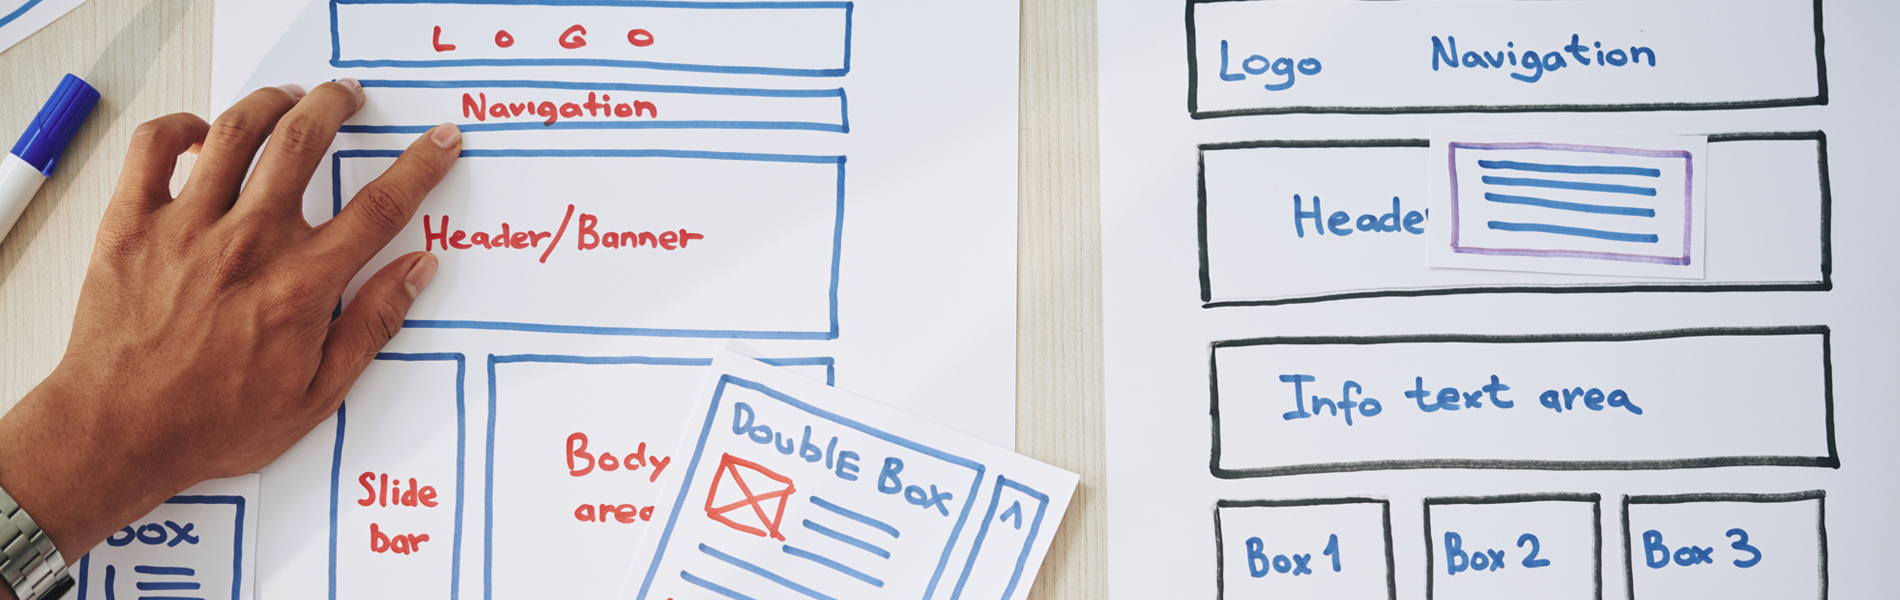 LOGO
Navigation
Header/Banner
Slide
bar
Body
area
DoublE Box
box
Logo Navigation
Heade
Info text area
Box 1 Box 2 Box 3